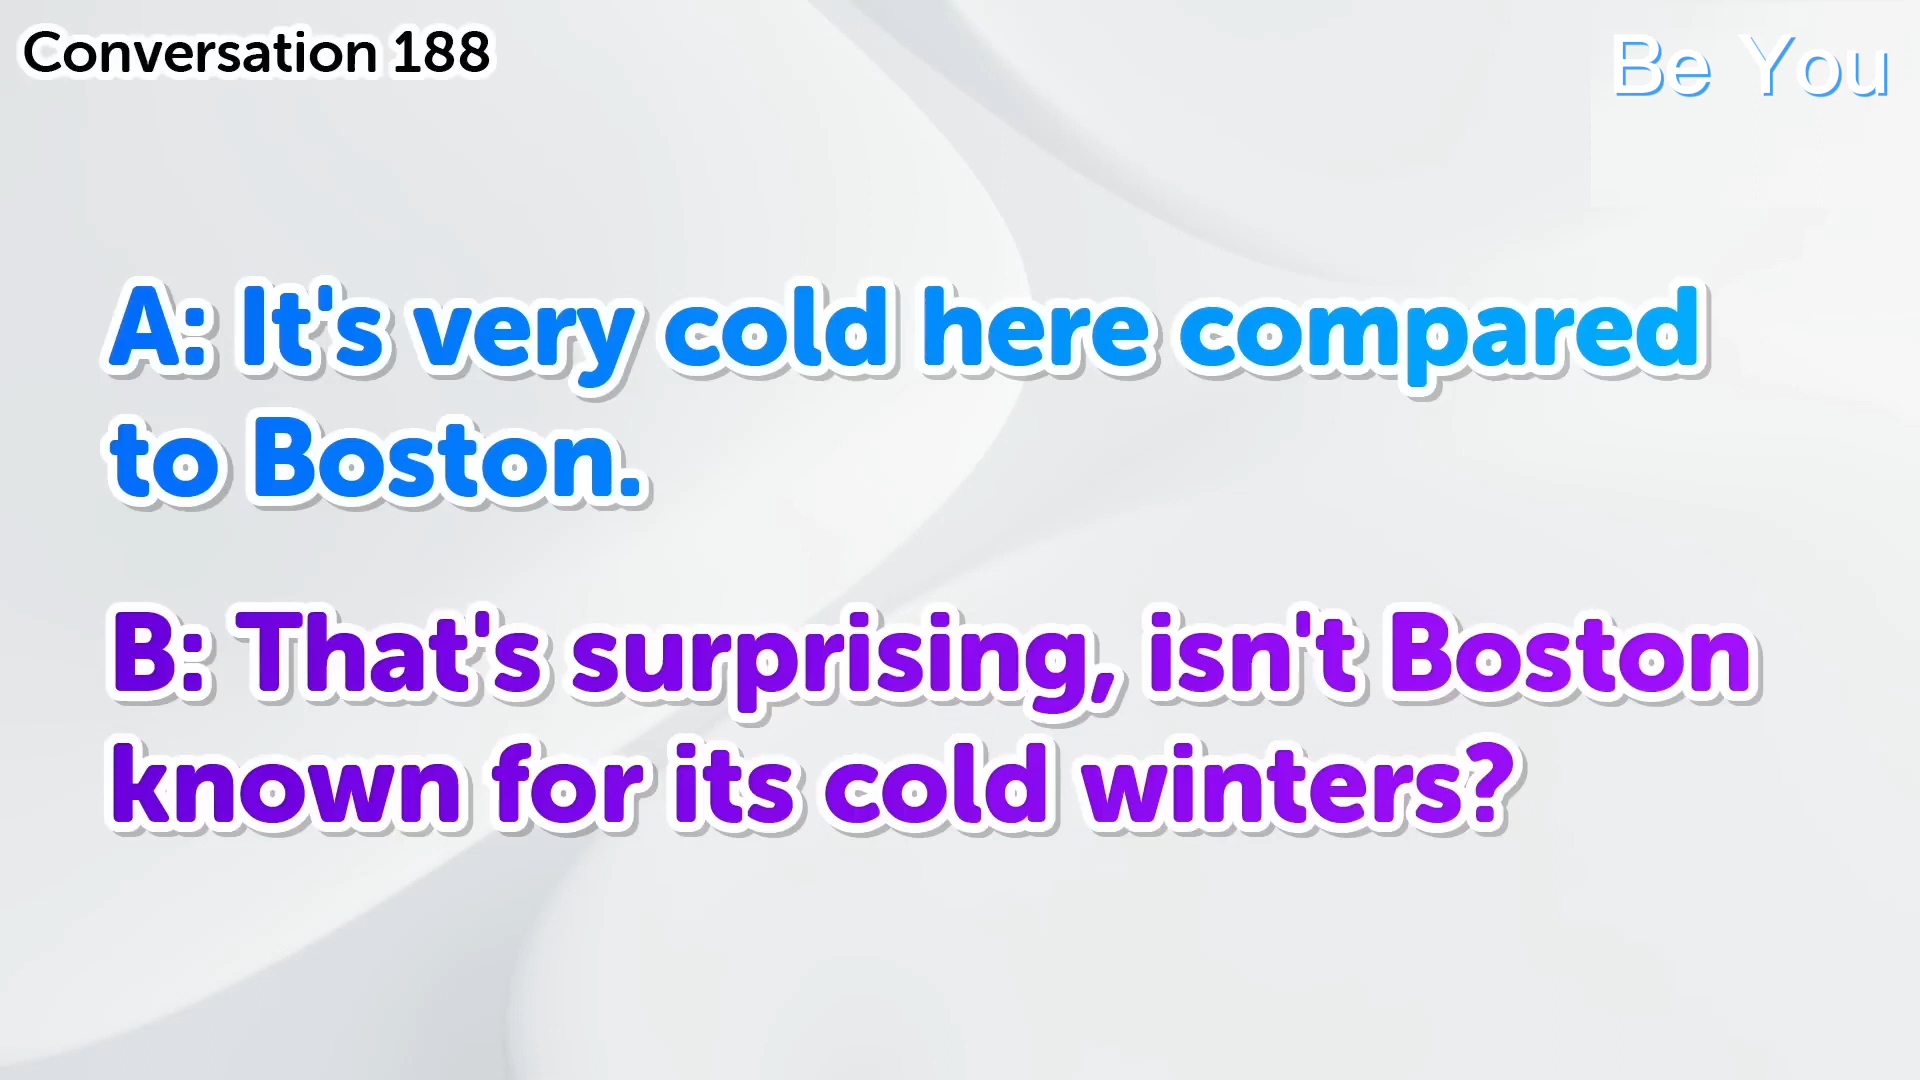 Conversation 188
Be You
A: It's very cold here compared
to Boston.
B: That's surprising, isn't Boston
known for its cold winters?